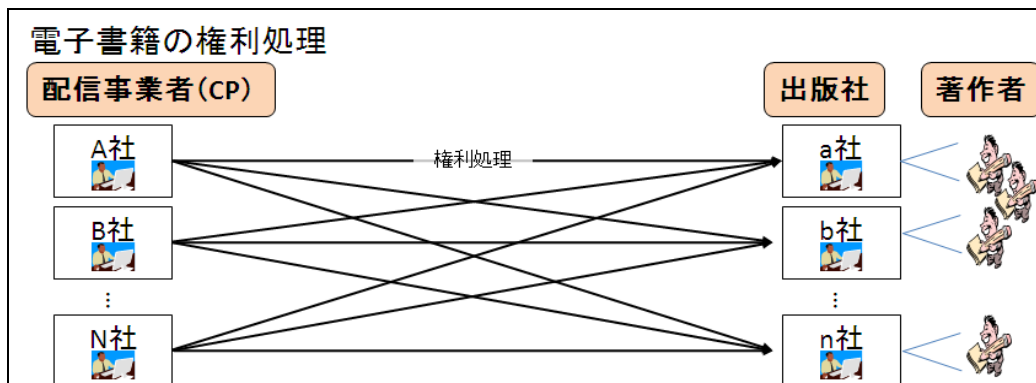 電子書籍の権利処理
配信事業者(CP)
出版社
著作者
A社
権利処理
a社
B社
b社
⋮
⋮
N社
n社